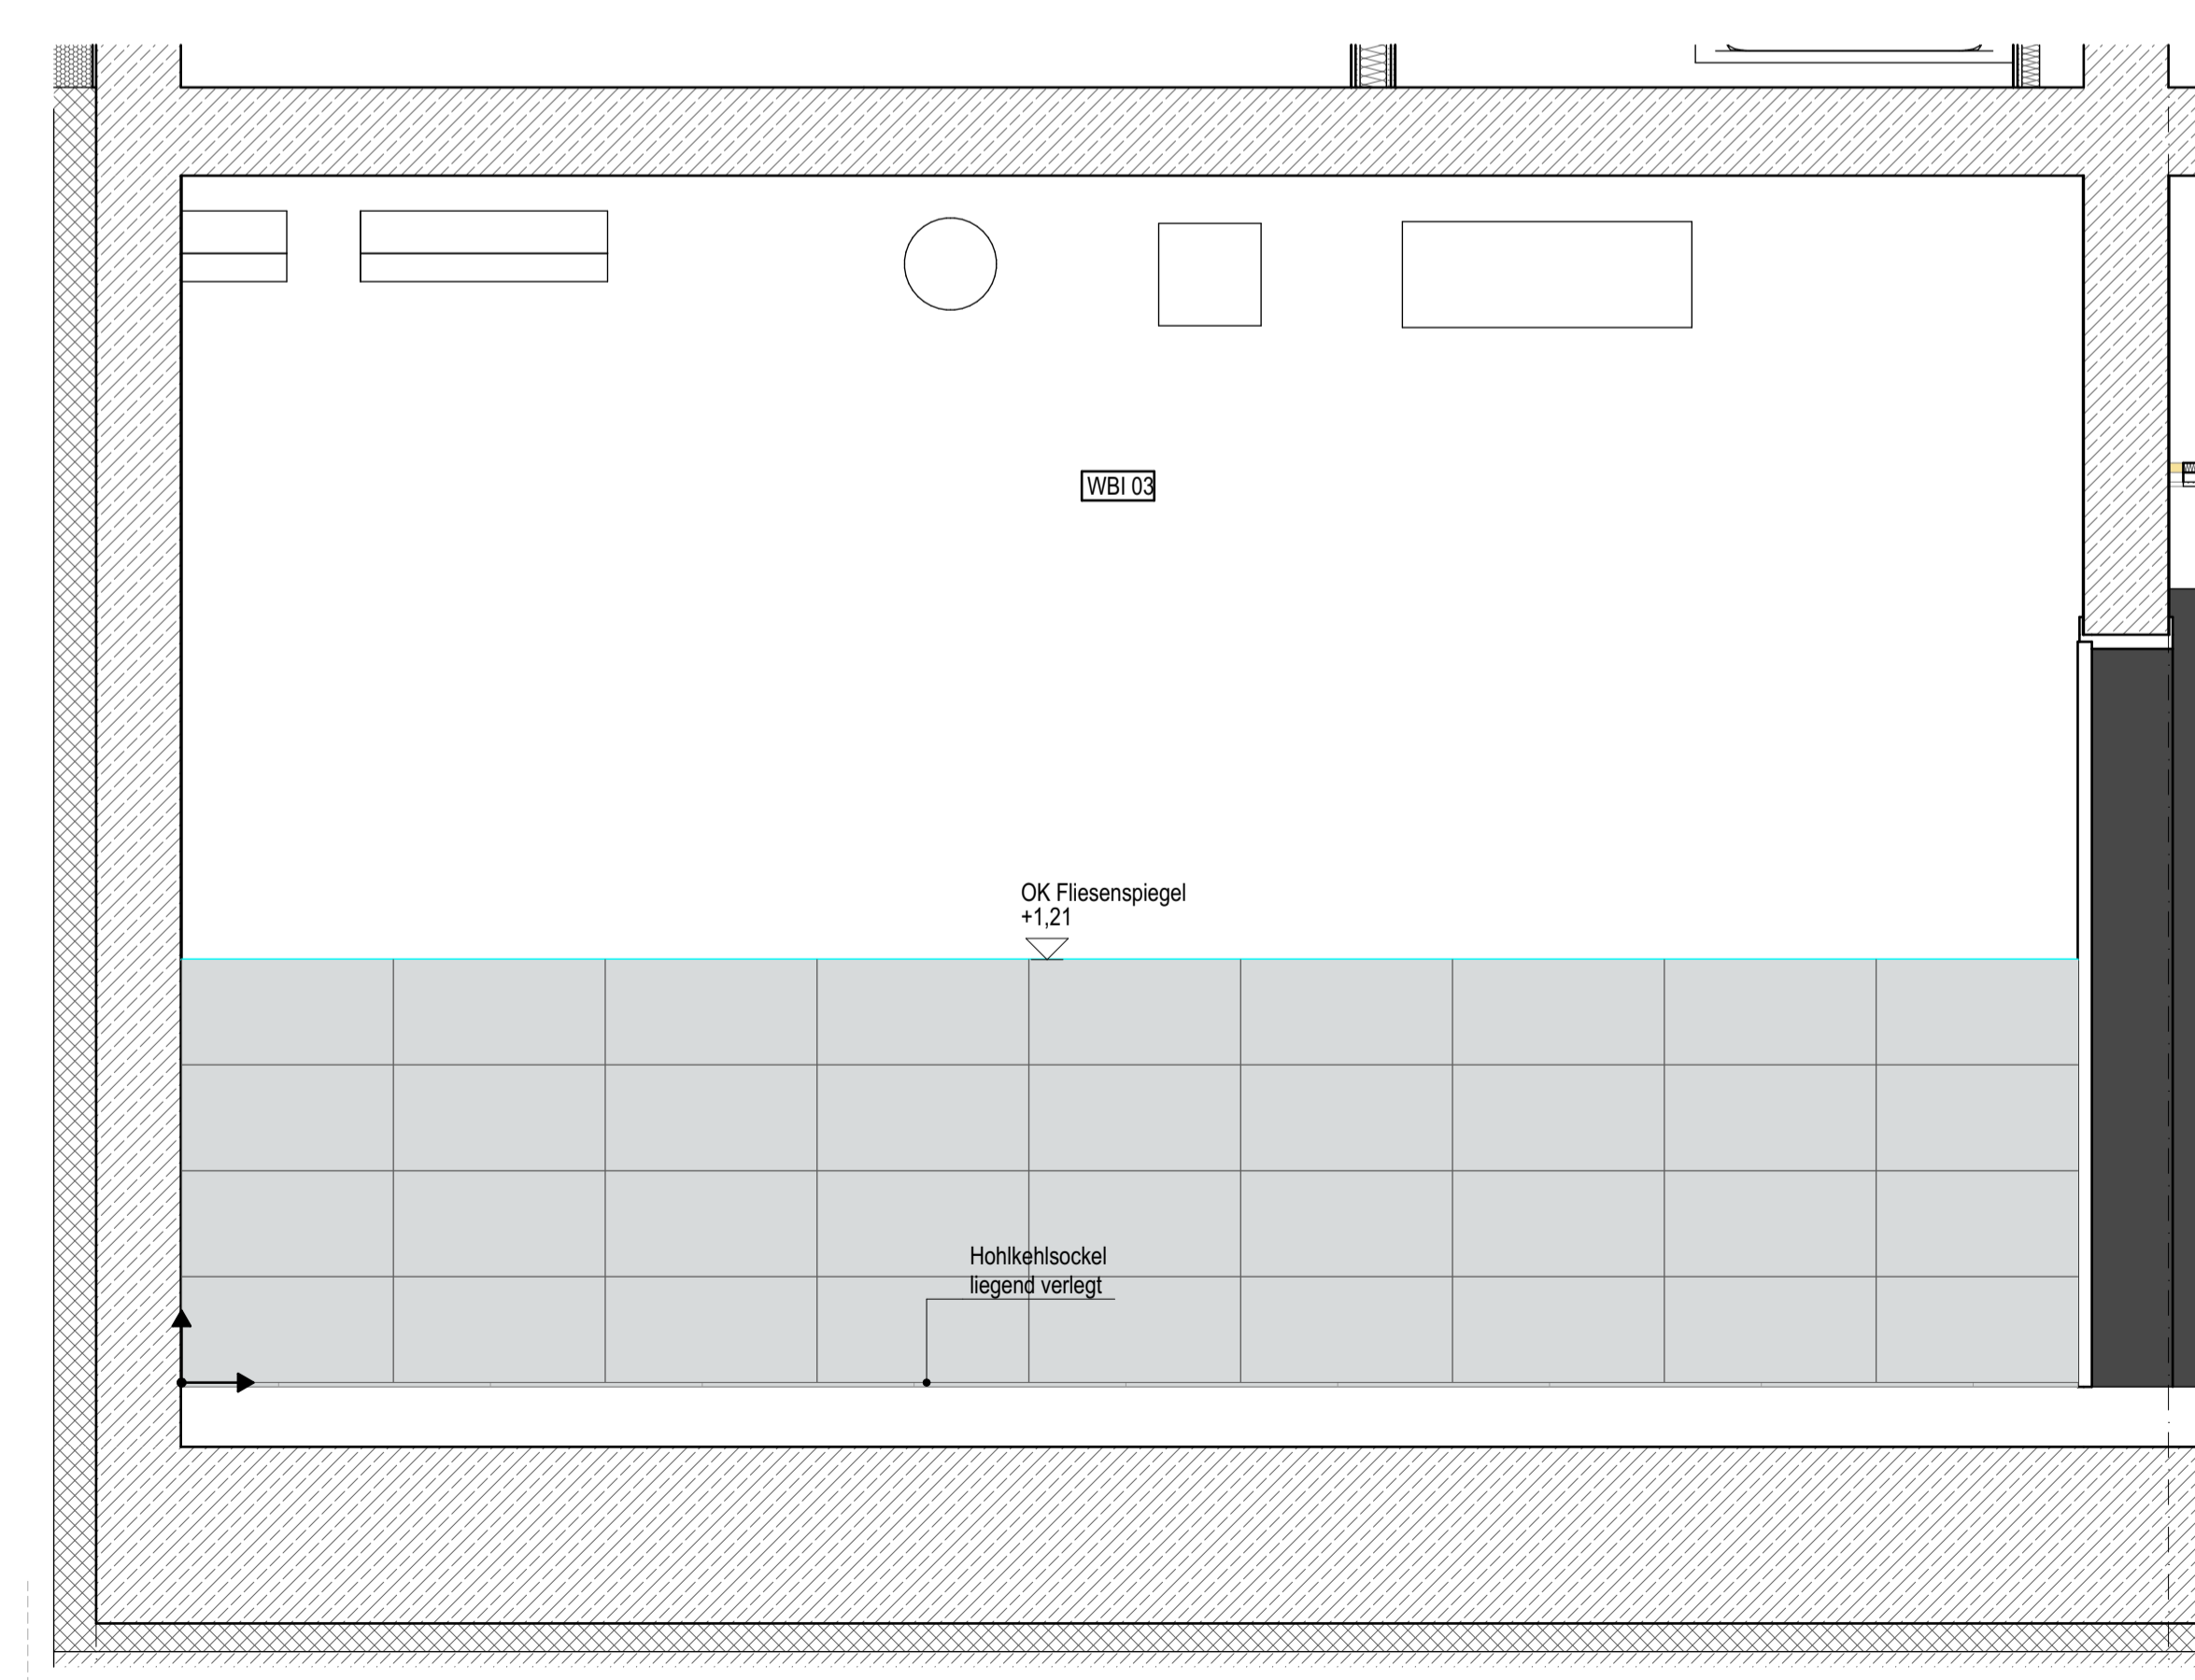 WBI 03
OK Fliesenspiegel
+1,21
Hohlkehlsockel
liegend verlegt